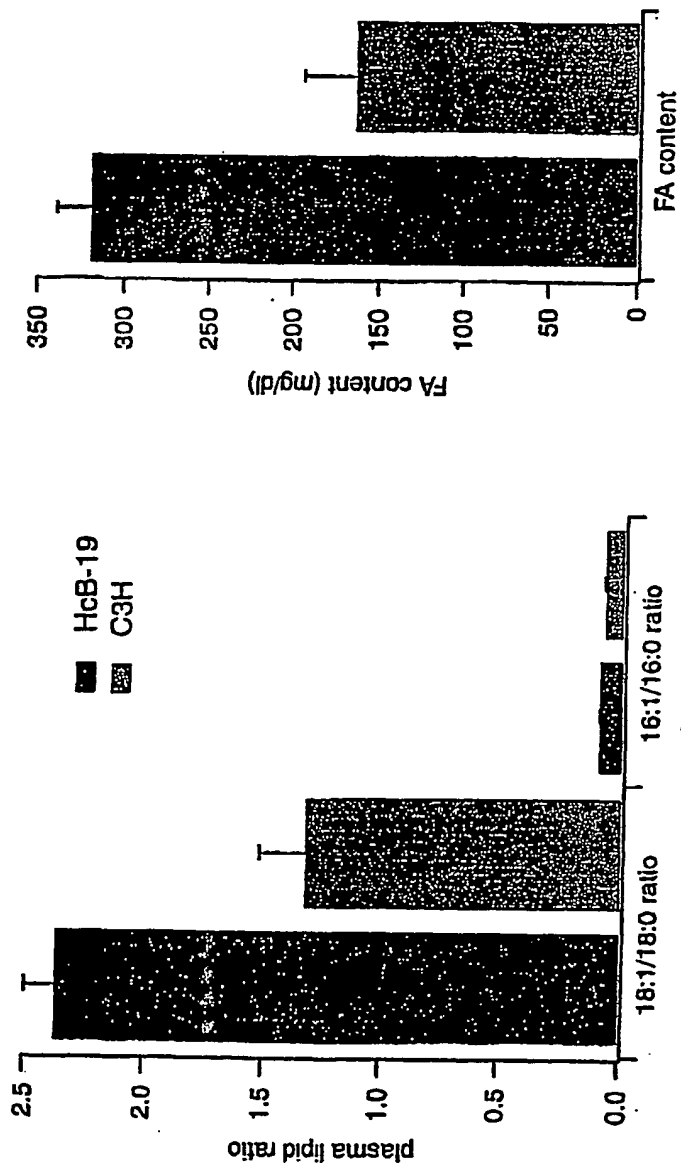 plasma lipid ratio
2.5
2.0
1.5
1.0
0.5
0.0
18:1/18:0 ratio
16:1/16:0 ratio
HcB-19
C3H
FA content (mg/dl)
350
300
250
200
150
100
50
0
FA content